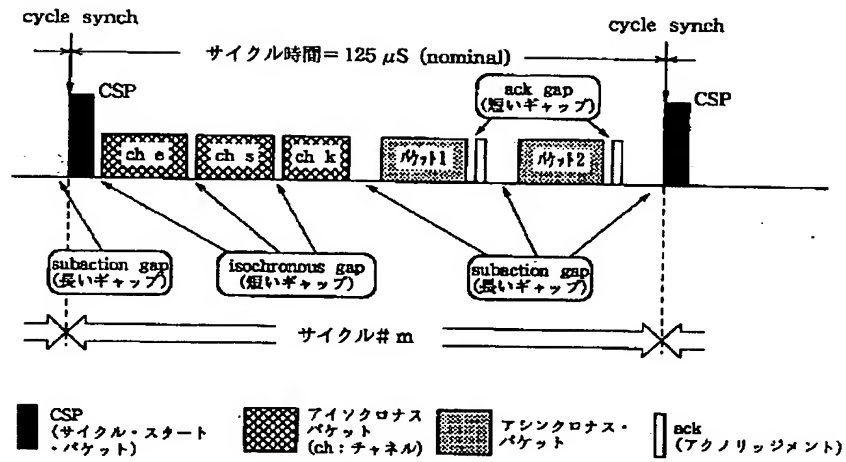 cycle synch
cycle synch
サイクル時間＝125 μS (nominal)
CSP
ack gap
(短いギャップ)
CSP
ch e
ch s
ch k
パケット1
パケット2
subaction gap
(長いギャップ)
isochronous gap
(短いギャップ)
subaction gap
(長いギャップ)
サイクル＃m
CSP
(サイクル・スタート
・パケット)
アイソクロナス
パケット
(ch：チャネル)
アシンクロナス・
パケット
ack
(アクノリッジメント)